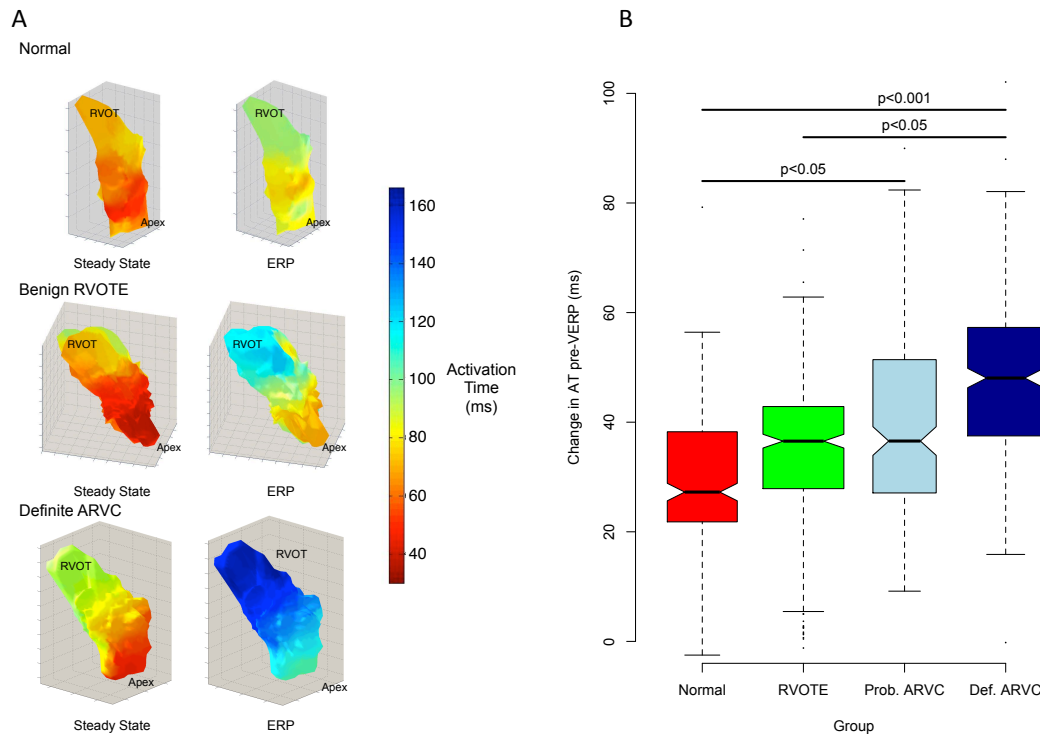 A
Normal
RVOT
Apex
Steady State
RVOT
Apex
ERP
Benign RVOTE
RVOT
Apex
Steady State
RVOT
Apex
ERP
Definite ARVC
RVOT
Apex
Steady State
RVOT
Apex
ERP
160
140
120
100
80
60
40
Activation
Time
(ms)
B
Change in AT pre-VERP (ms)
100
80
60
40
20
0
p<0.001
p<0.05
p<0.05
Normal
RVOTE
Prob. ARVC
Def. ARVC
Group